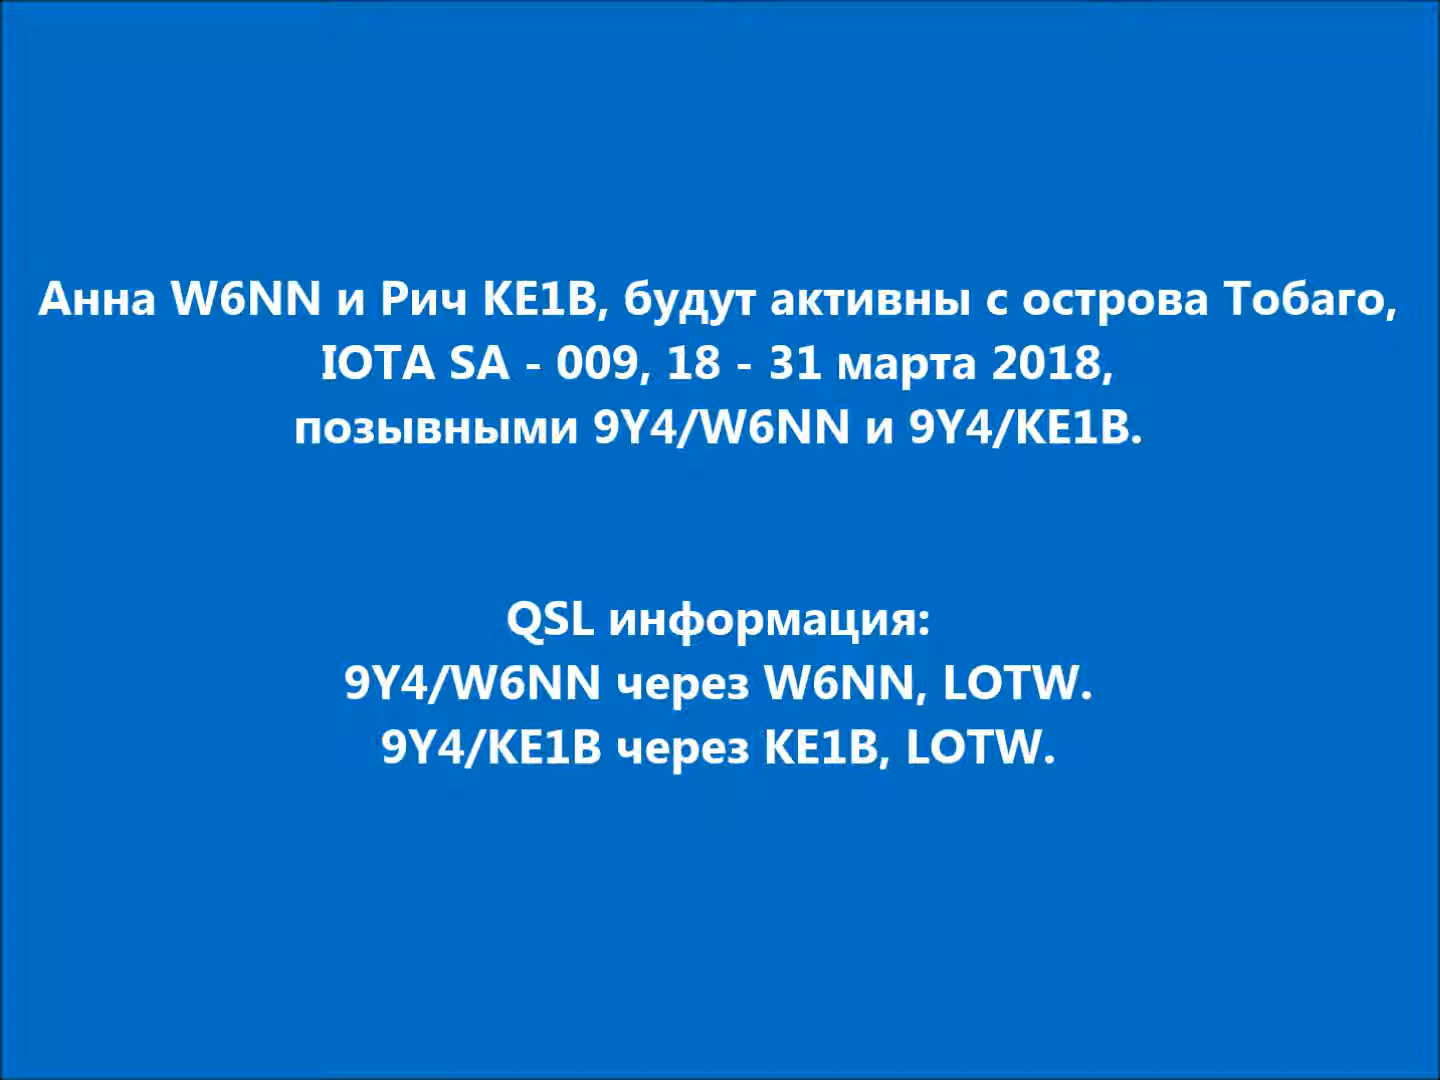 Анна W6NN и Рич KE1B, будут активны с острова Тобаго,
IOTA SA - 009, 18 - 31 марта 2018,
позывными 9Y4/W6NN и 9Y4/KE1B.
QSL информация:
9Y4/W6NN через W6NN, LOTW.
9Y4/KE1B через KE1B, LOTW.